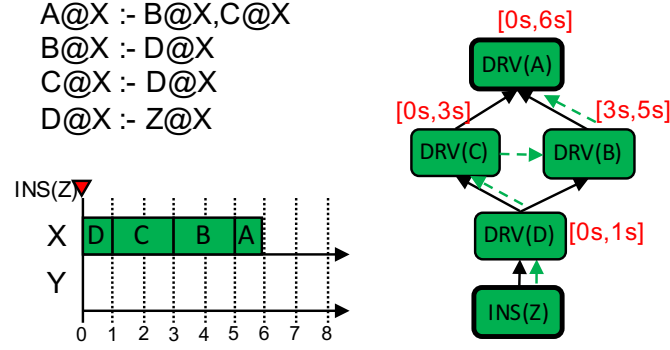 A@X :- B@X,C@X
B@X :- D@X
C@X :- D@X
D@X :- Z@X
[0s,6s]
DRV(A)
[0s,3s]
[3s,5s]
DRV(C)
DRV(B)
DRV(D)
[0s,1s]
INS(Z)
INS(Z)
X
D C B A
Y
0 1 2 3 4 5 6 7 8